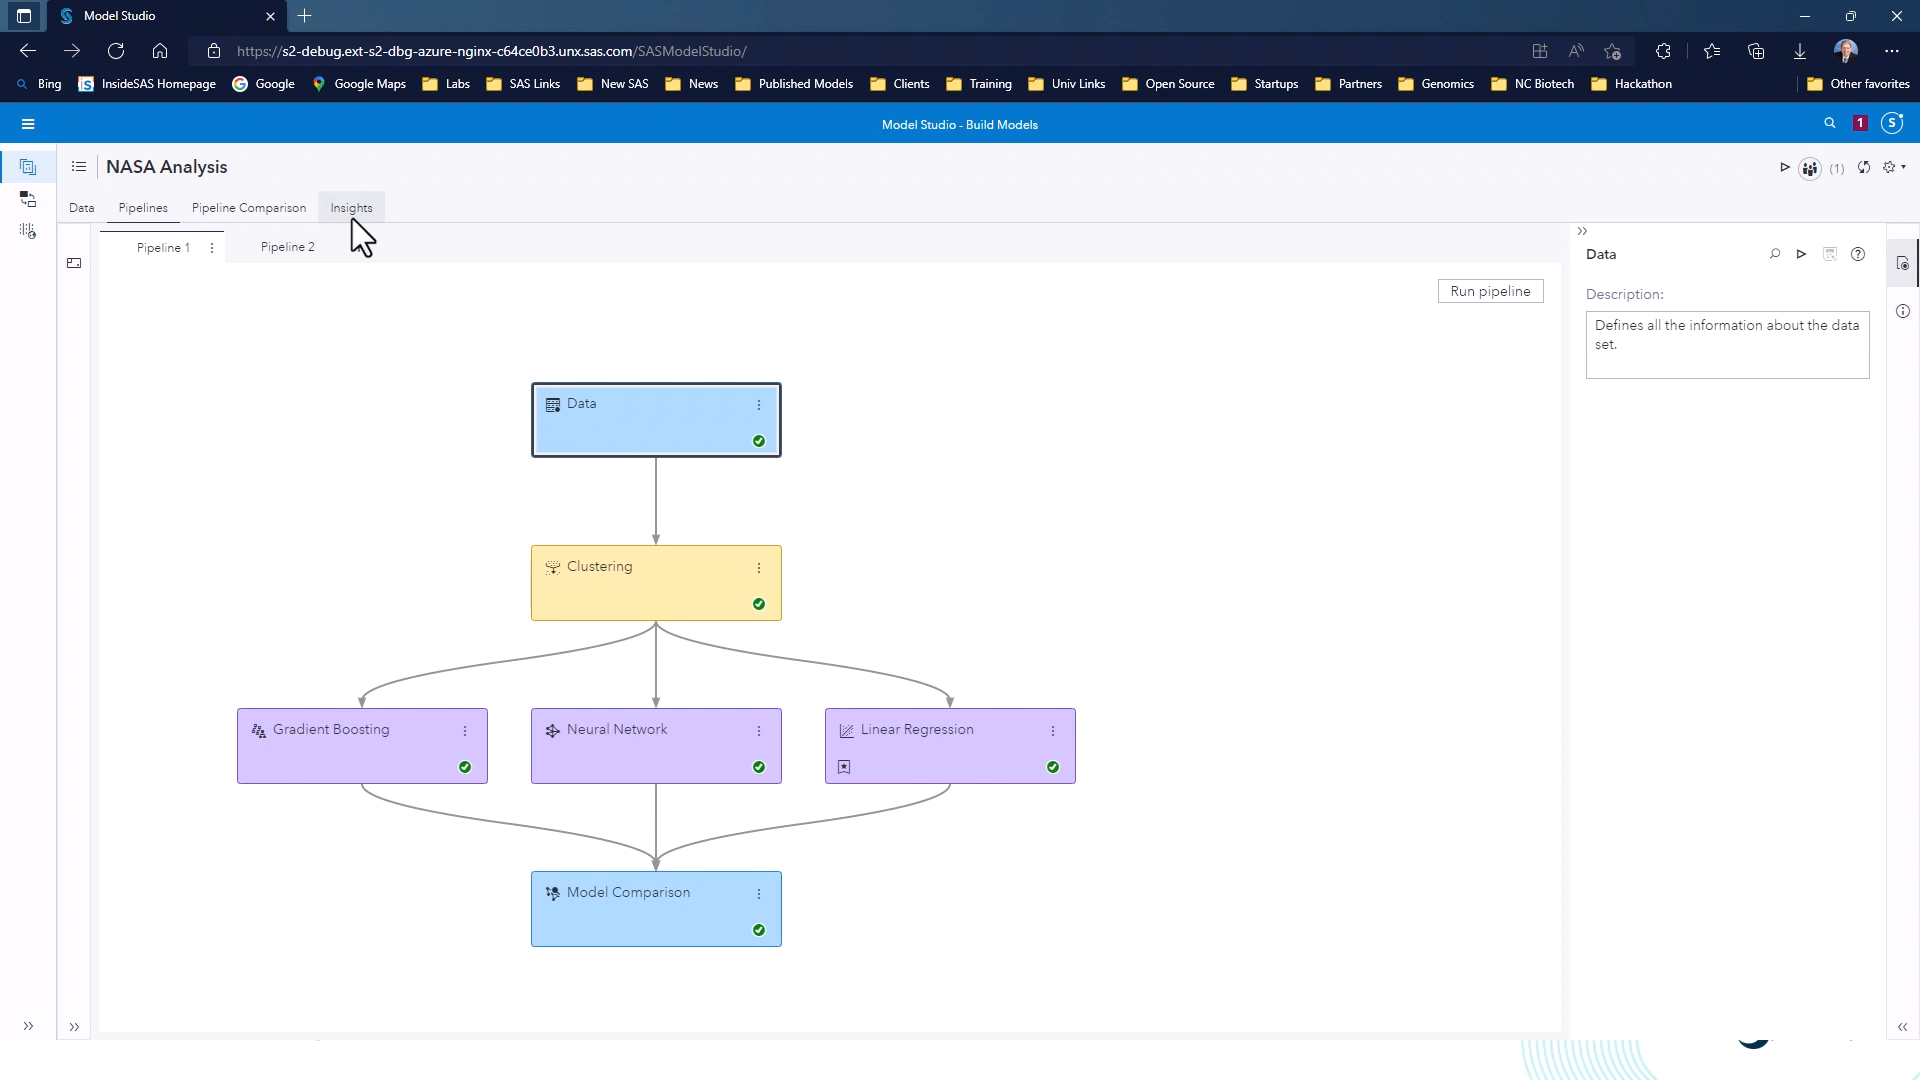 Model Studio
https://s2-debug.ext-s2-dbg-azure-nginx-c64ce0b3.unx.sas.com/SASModelStudio/
Bing InsideSAS Homepage Google Google Maps Labs SAS Links New SAS News Published Models Clients Training Univ Links Open Source Startups Partners Genomics NC Biotech Hackathon Other favorites
Model Studio - Build Models
1 S
NASA Analysis
(1)
Data Pipelines Pipeline Comparison Insights
Pipeline 1 Pipeline 2
Run pipeline
Data
Description:
Defines all the information about the data
set.
Data
Clustering
Gradient Boosting Neural Network Linear Regression
Model Comparison